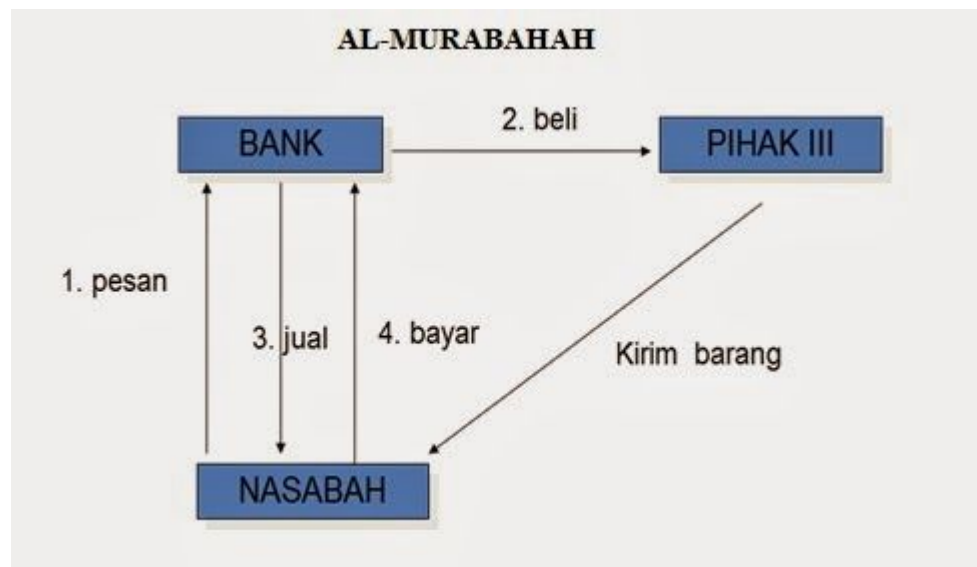 AL-MURABAHAH
2. beli
BANK
PIHAK III
1. pesan
3. jual
4. bayar
Kirim barang
NASABAH